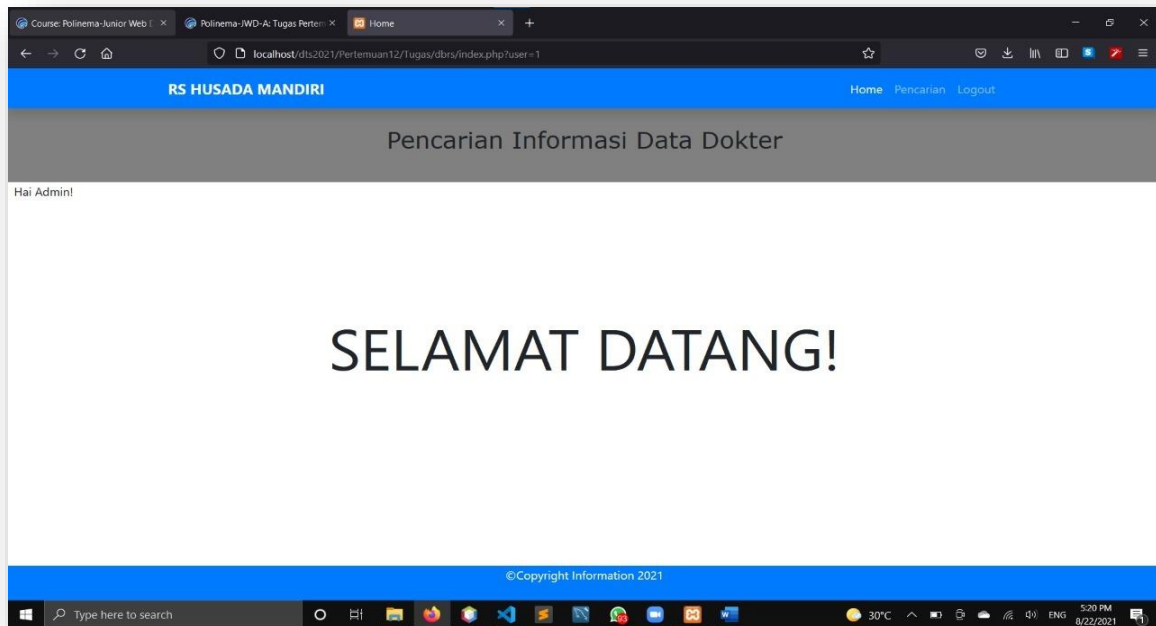 Course: Polinema-Junior Web
Polinema-JWD-A: Tugas Pertem
Home
localhost/dts2021/Pertemuan12/Tugas/dbrs/index.php?user=1
RS HUSADA MANDIRI
Home Pencarian Logout
Pencarian Informasi Data Dokter
Hai Admin!
SELAMAT DATANG!
©Copyright Information 2021
Type here to search
30°C
ENG
5:20 PM
8/22/2021